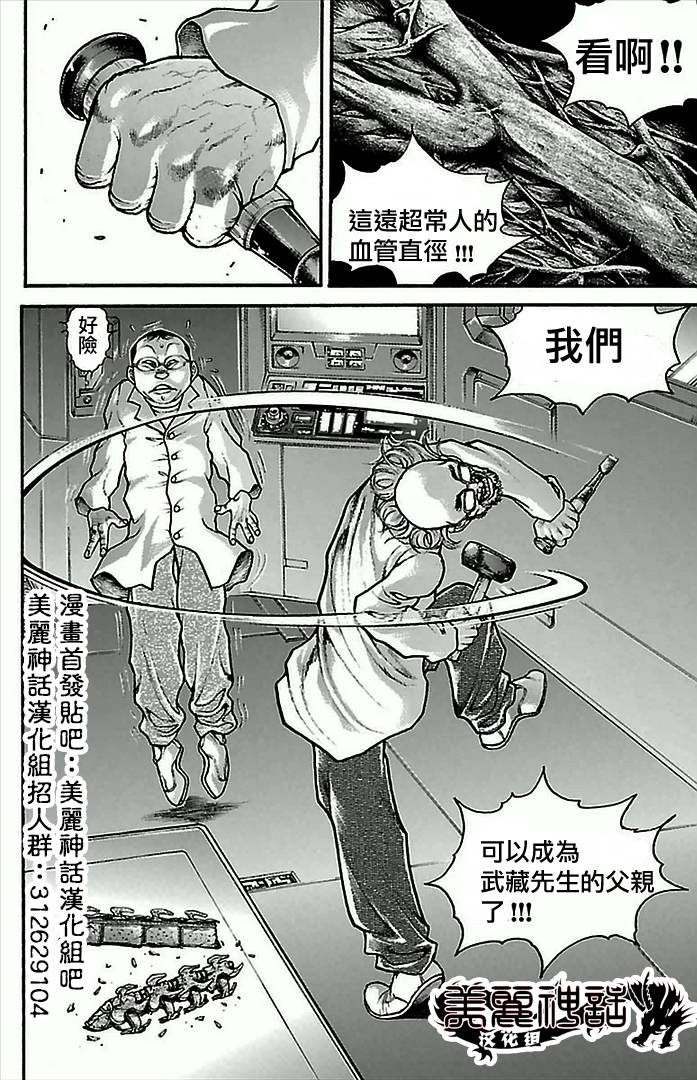 看啊!!
這遠超常人的
血管直徑!!!
我們
好險
可以成為
武藏先生的父親
了!!!
漫畫首發貼吧：美麗神話漢化組吧
美麗神話漢化組招人群：312629104
美麗神話
汉化组